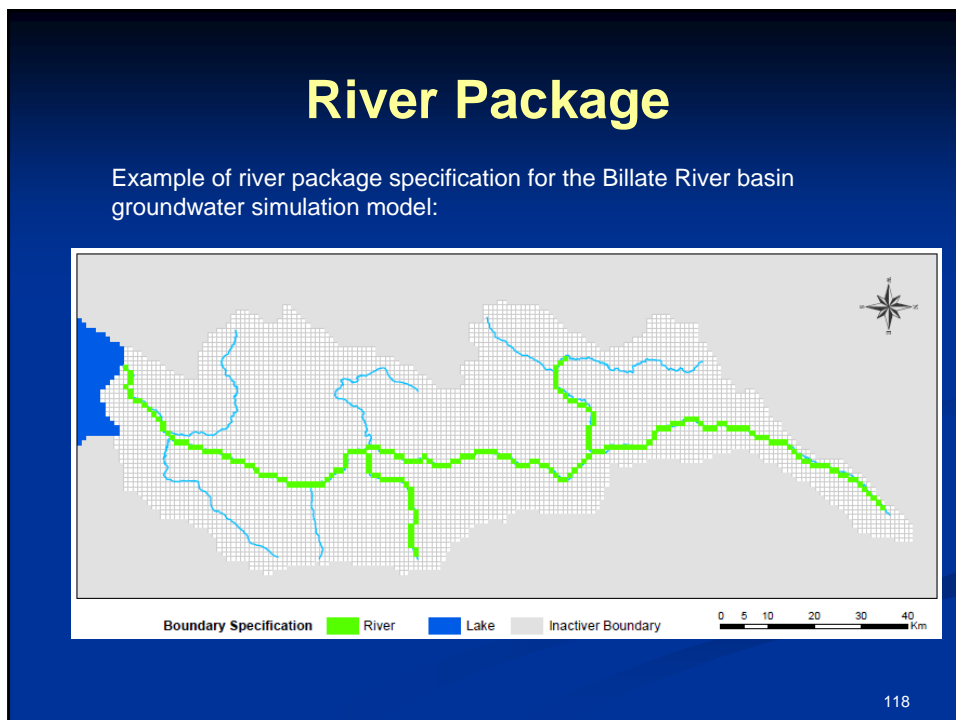 River Package
Example of river package specification for the Billate River basin
groundwater simulation model:
Boundary Specification River Lake Inactiver Boundary
0 5 10 20 30 40
Km
118